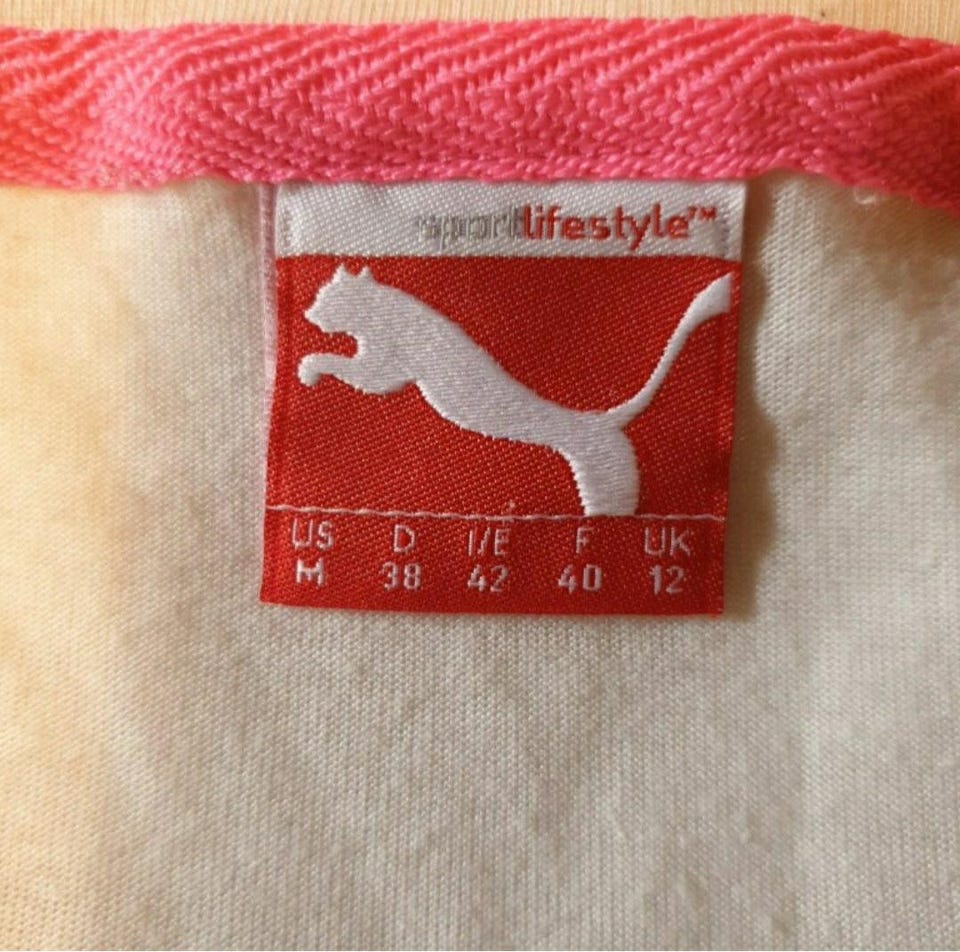 sportlifestyle™
US D I/E F UK
M 38 42 40 12